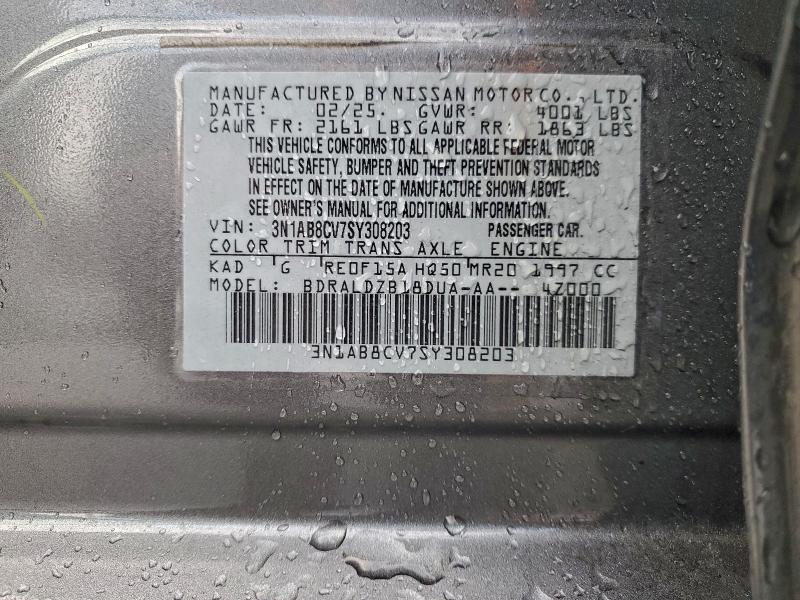 MANUFACTURED BY NISSAN MOTOR CO., LTD.
DATE: 02/25. GVWR: 4001 LBS
GAWR FR: 2161 LBS GAWR RR: 1863 LBS
THIS VEHICLE CONFORMS TO ALL APPLICABLE FEDERAL MOTOR
VEHICLE SAFETY, BUMPER AND THEFT PREVENTION STANDARDS
IN EFFECT ON THE DATE OF MANUFACTURE SHOWN ABOVE.
SEE OWNER'S MANUAL FOR ADDITIONAL INFORMATION.
VIN: 3N1AB8CV7SY308203 PASSENGER CAR.
COLOR TRIM TRANS AXLE ENGINE
KAD G RE0F15A HQ50 MR20 1997 CC
MODEL: BDRALDZB18DUA-AA-- 4Z000
3N1AB8CV7SY308203